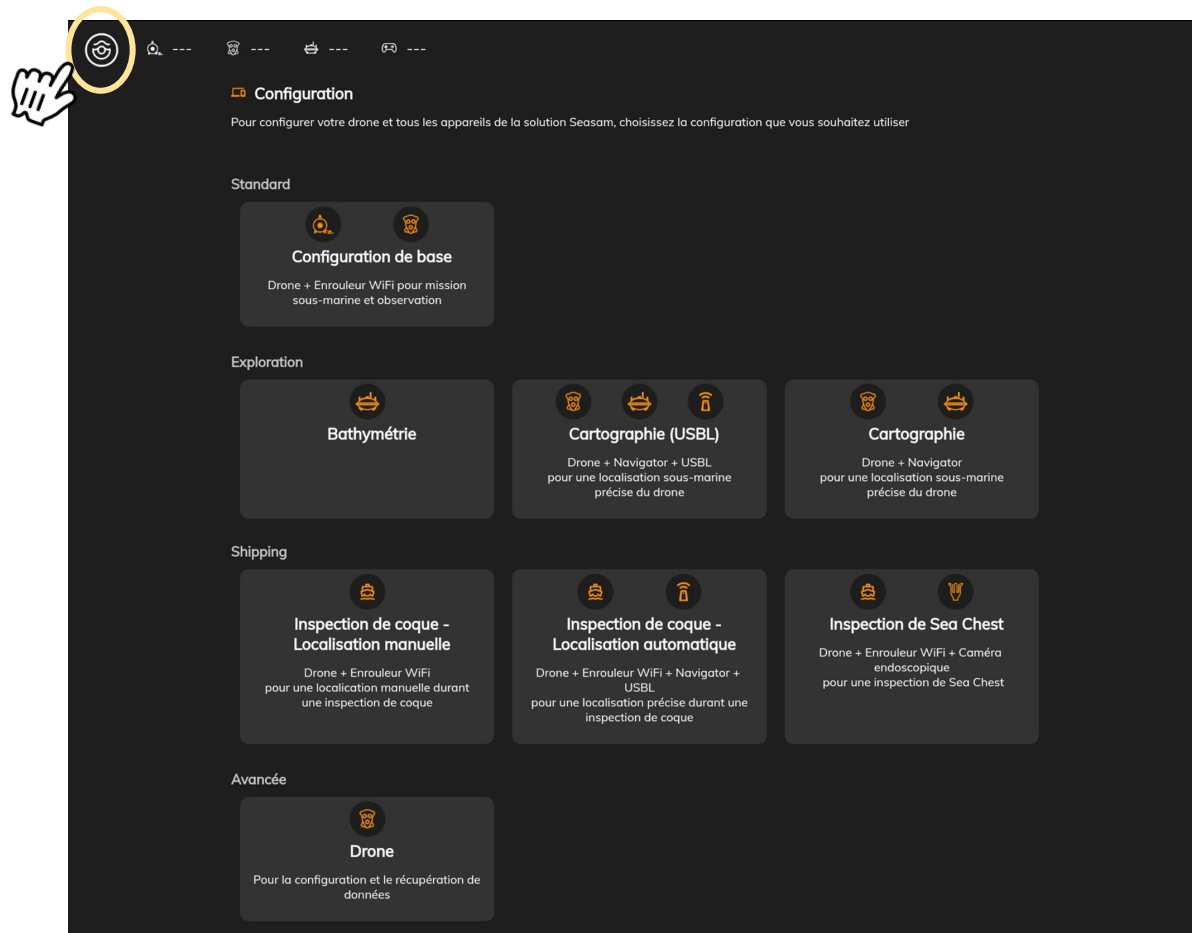 --- --- --- ---
Configuration
Pour configurer votre drone et tous les appareils de la solution Seasam, choisissez la configuration que vous souhaitez utiliser
Standard
Configuration de base
Drone + Enrouleur WiFi pour mission
sous-marine et observation
Exploration
Bathymétrie
Cartographie (USBL)
Drone + Navigator + USBL
pour une localisation sous-marine
précise du drone
Cartographie
Drone + Navigator
pour une localisation sous-marine
précise du drone
Shipping
Inspection de coque -
Localisation manuelle
Drone + Enrouleur WiFi
pour une localication manuelle durant
une inspection de coque
Inspection de coque -
Localisation automatique
Drone + Enrouleur WiFi + Navigator +
USBL
pour une localisation précise durant une
inspection de coque
Inspection de Sea Chest
Drone + Enrouleur WiFi + Caméra
endoscopique
pour une inspection de Sea Chest
Avancée
Drone
Pour la configuration et le récupération de
données